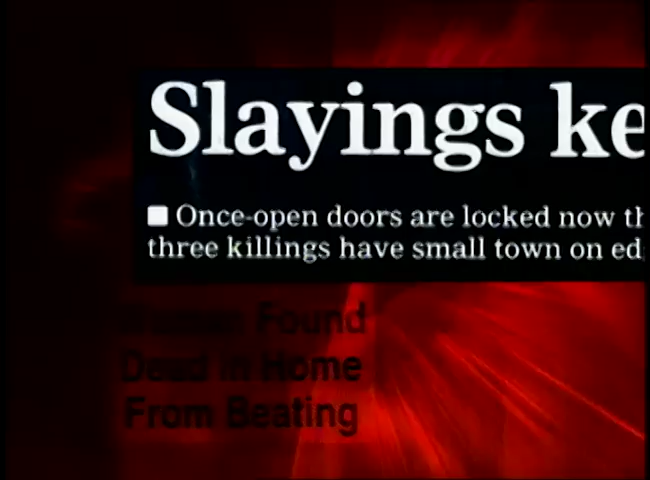 Slayings ke
Once-open doors are locked now th
three killings have small town on ed
Woman Found
Dead in Home
From Beating